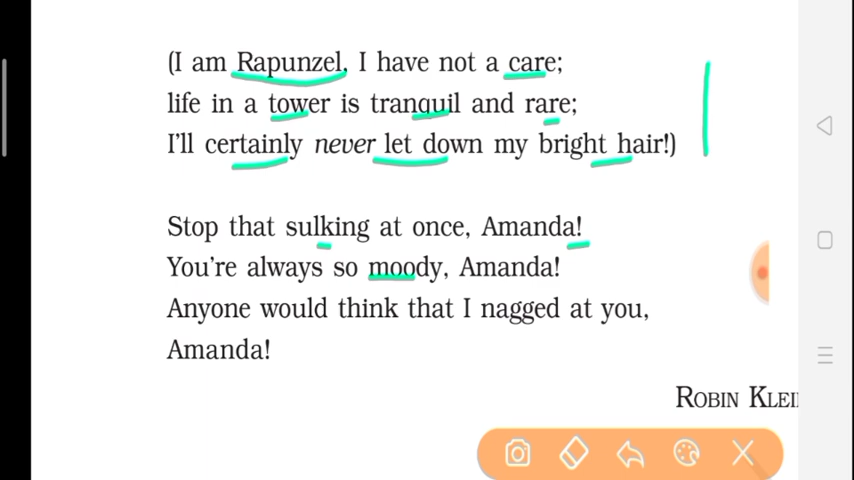 (I am Rapunzel, I have not a care;
life in a tower is tranquil and rare;
I'll certainly never let down my bright hair!)
Stop that sulking at once, Amanda!
You're always so moody, Amanda!
Anyone would think that I nagged at you,
Amanda!
ROBIN